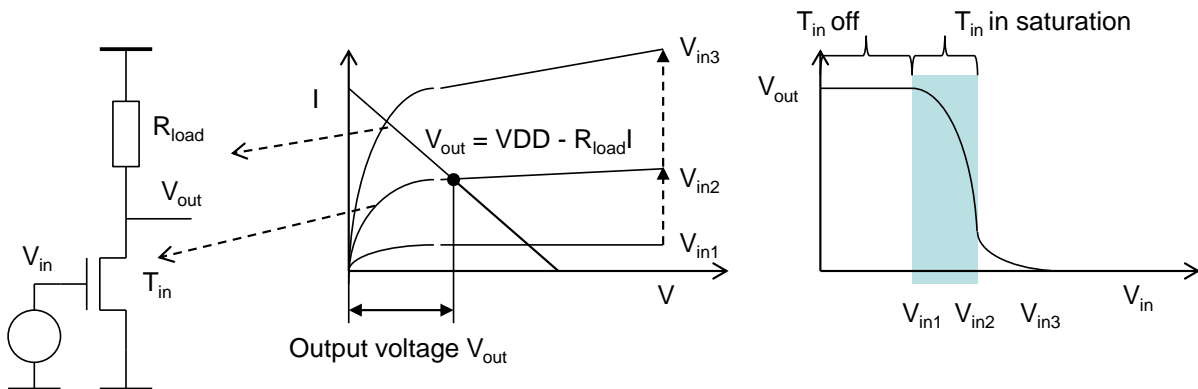 R_load
V_out
V_in
T_in
I
V_in3
V_out = VDD - R_loadI
V_in2
V_in1
V
Output voltage V_out
T_in off
T_in in saturation
V_out
V_in1
V_in2
V_in3
V_in